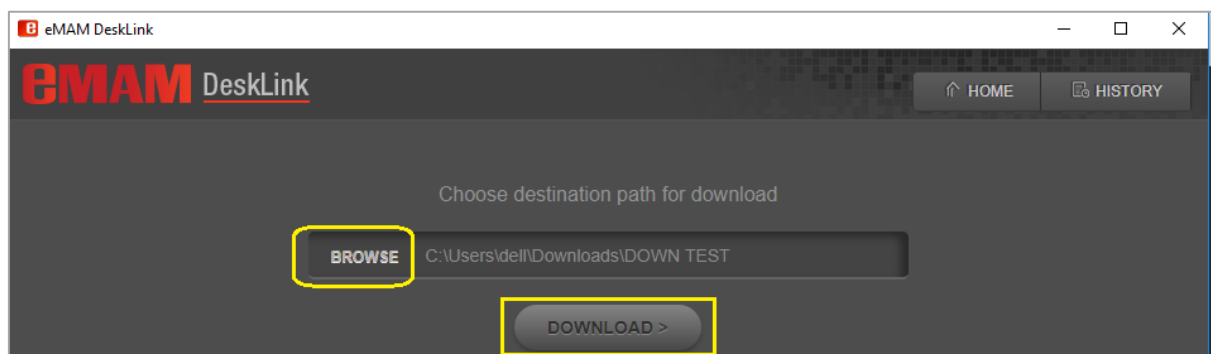 eMAM DeskLink
eMAM DeskLink
HOME
HISTORY
Choose destination path for download
BROWSE
C:\Users\dell\Downloads\DOWN TEST
DOWNLOAD >